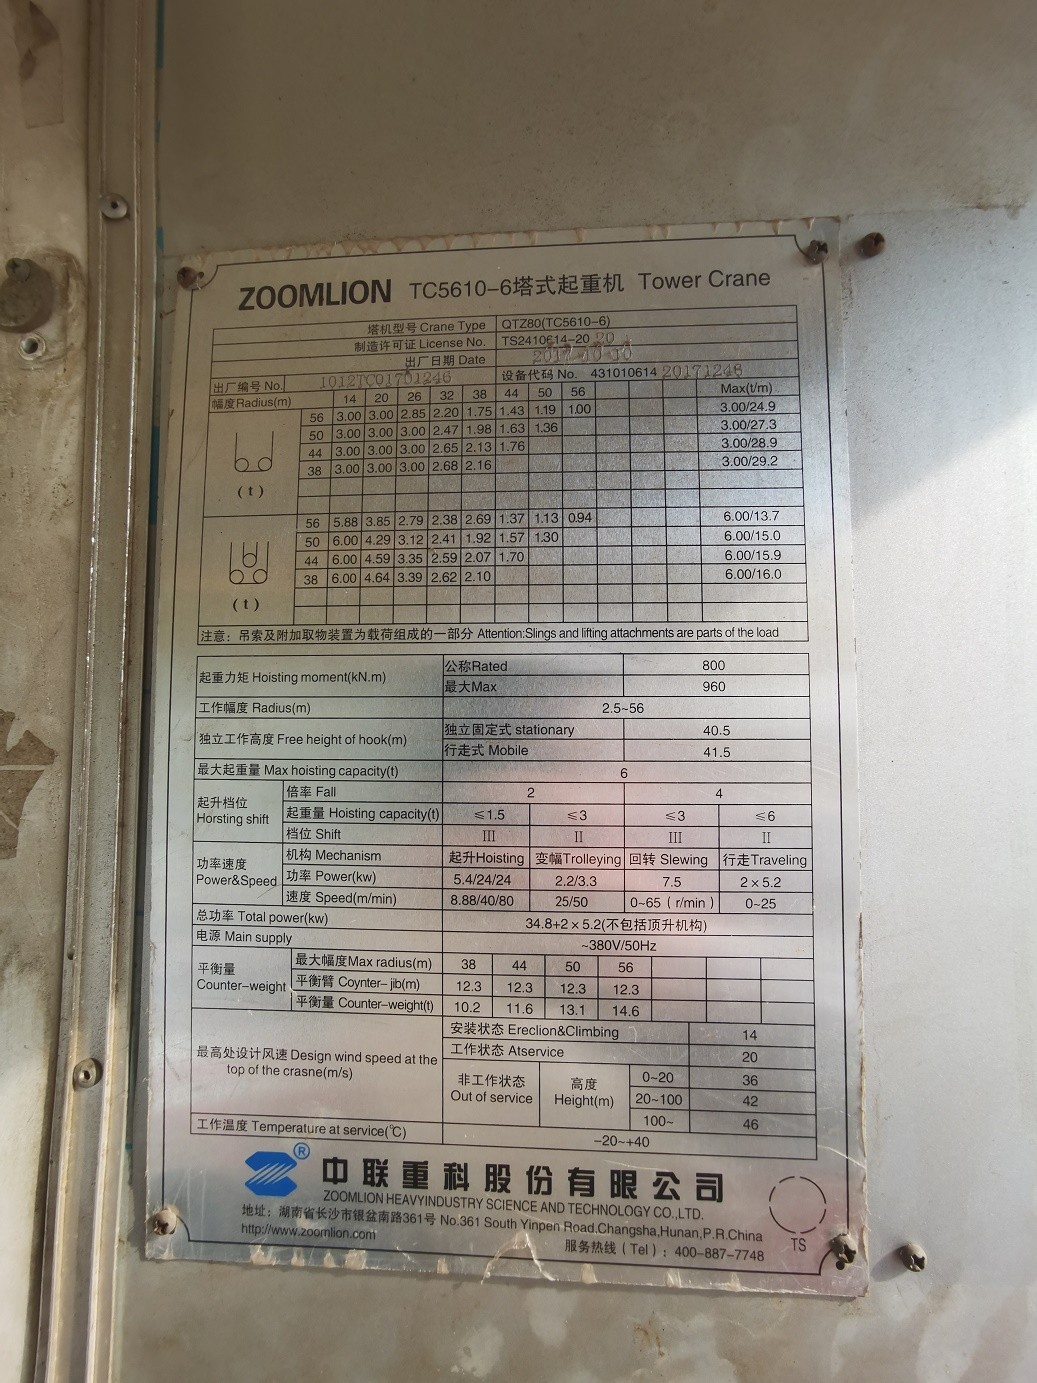 ZOOMLION TC5610-6塔式起重机 Tower Crane
塔机型号 Crane Type QTZ80(TC5610-6)
制造许可证 License No. TS2410614-20 20
出厂日期 Date 2017 10 10
出厂编号 No. 10127C01701246 设备代码 No. 431010614 20171246
幅度Radius(m) 14 20 26 32 38 44 50 56 Max(t/m)
56 3.00 3.00 2.85 2.20 1.75 1.43 1.19 1.00 3.00/24.9
50 3.00 3.00 3.00 2.47 1.98 1.63 1.36 3.00/27.3
44 3.00 3.00 3.00 2.65 2.13 1.76 3.00/28.9
38 3.00 3.00 3.00 2.68 2.16 3.00/29.2
(t)
56 5.88 3.85 2.79 2.38 2.69 1.37 1.13 0.94 6.00/13.7
50 6.00 4.29 3.12 2.41 1.92 1.57 1.30 6.00/15.0
44 6.00 4.59 3.35 2.59 2.07 1.70 6.00/15.9
38 6.00 4.64 3.39 2.62 2.10 6.00/16.0
(t)
注意：吊索及附加取物装置为载荷组成的一部分 Attention:Slings and lifting attachments are parts of the load
起重力矩 Hoisting moment(kN.m) 公称Rated 800
最大Max 960
工作幅度 Radius(m) 2.5~56
独立工作高度 Free height of hook(m) 独立固定式 stationary 40.5
行走式 Mobile 41.5
最大起重量 Max hoisting capacity(t) 6
起升档位 Horsting shift 倍率 Fall 2 4
起重量 Hoisting capacity(t) ≤1.5 ≤3 ≤3 ≤6
档位 Shift III II III II
功率速度 Power&Speed 机构 Mechanism 起升Hoisting 变幅Trolleying 回转 Slewing 行走Traveling
功率 Power(kw) 5.4/24/24 2.2/3.3 7.5 2×5.2
速度 Speed(m/min) 8.88/40/80 25/50 0~65（r/min） 0~25
总功率 Total power(kw) 34.8+2×5.2(不包括顶升机构)
电源 Main supply ~380V/50Hz
平衡量 Counter-weight 最大幅度Max radius(m) 38 44 50 56
平衡臂 Coynter-jib(m) 12.3 12.3 12.3 12.3
平衡量 Counter-weight(t) 10.2 11.6 13.1 14.6
最高处设计风速 Design wind speed at the top of the crasne(m/s) 安装状态 Ereclion&Climbing 14
工作状态 Atservice 20
非工作状态 Out of service 高度 Height(m) 0~20 36
20~100 42
100~ 46
工作温度 Temperature at service(℃) -20~+40
® 中联重科股份有限公司
ZOOMLION HEAVYINDUSTRY SCIENCE AND TECHNOLOGY CO.,LTD.
地址：湖南省长沙市银盆南路361号 No.361 South Yinpen Road.Changsha,Hunan,P.R.China
http://www.zoomlion.com 服务热线（Tel）：400-887-7748
TS